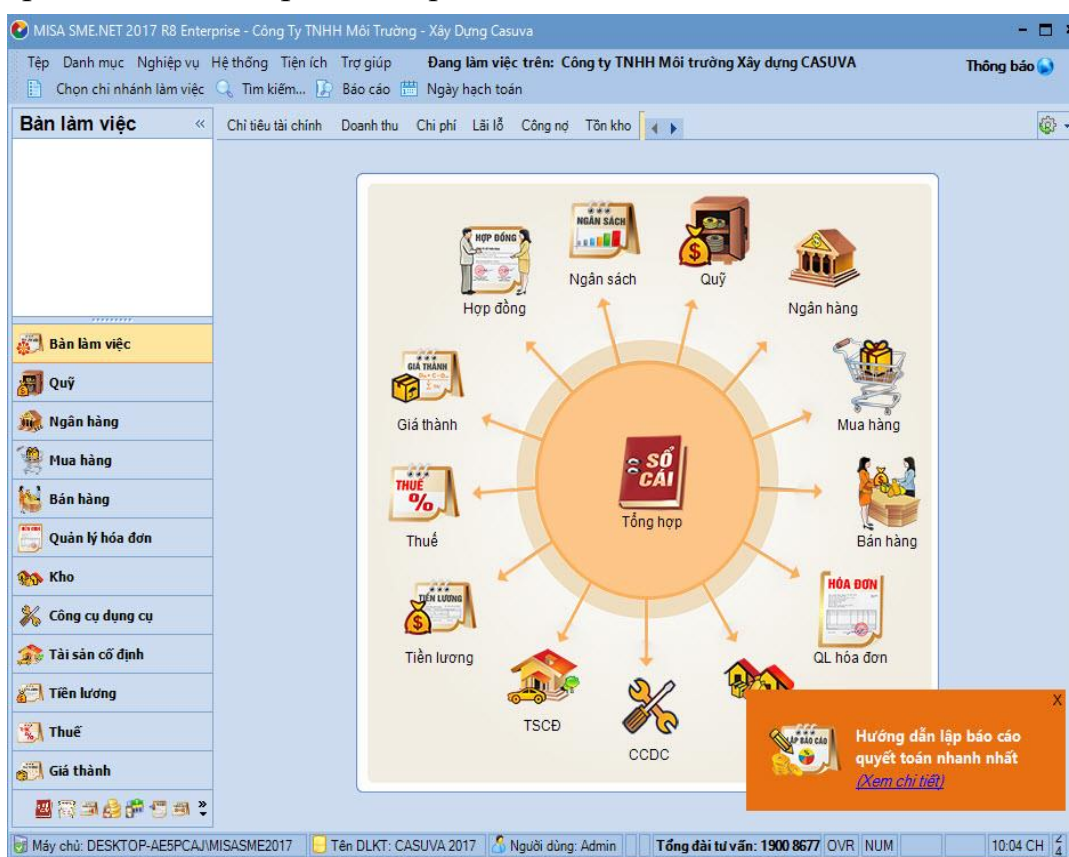 MISA SME.NET 2017 R8 Enterprise - Công Ty TNHH Môi Trường - Xây Dựng Casuva
Tệp Danh mục Nghiệp vụ Hệ thống Tiện ích Trợ giúp Đang làm việc trên: Công ty TNHH Môi trường Xây dựng CASUVA Thông báo
Chọn chi nhánh làm việc Tìm kiếm... Báo cáo Ngày hạch toán
Bàn làm việc «
Chỉ tiêu tài chính Doanh thu Chi phí Lãi lỗ Công nợ Tồn kho
Bàn làm việc
Quỹ
Ngân hàng
Mua hàng
Bán hàng
Quản lý hóa đơn
Kho
Công cụ dụng cụ
Tài sản cố định
Tiền lương
Thuế
Giá thành
NGÂN SÁCH
Ngân sách
Quỹ
HỢP ĐỒNG
Hợp đồng
Ngân hàng
GIÁ THÀNH
Giá thành
Mua hàng
SỔ
CÁI
Tổng hợp
THUẾ
%
Thuế
Bán hàng
TIỀN LƯƠNG
Tiền lương
HÓA ĐƠN
QL hóa đơn
TSCĐ
CCDC
LẬP BÁO CÁO
Hướng dẫn lập báo cáo
quyết toán nhanh nhất
(Xem chi tiết)
X
Máy chủ: DESKTOP-AE5PCAJ\MISASME2017 Tên DLKT: CASUVA 2017 Người dùng: Admin Tổng đài tư vấn: 1900 8677 OVR NUM 10:04 CH